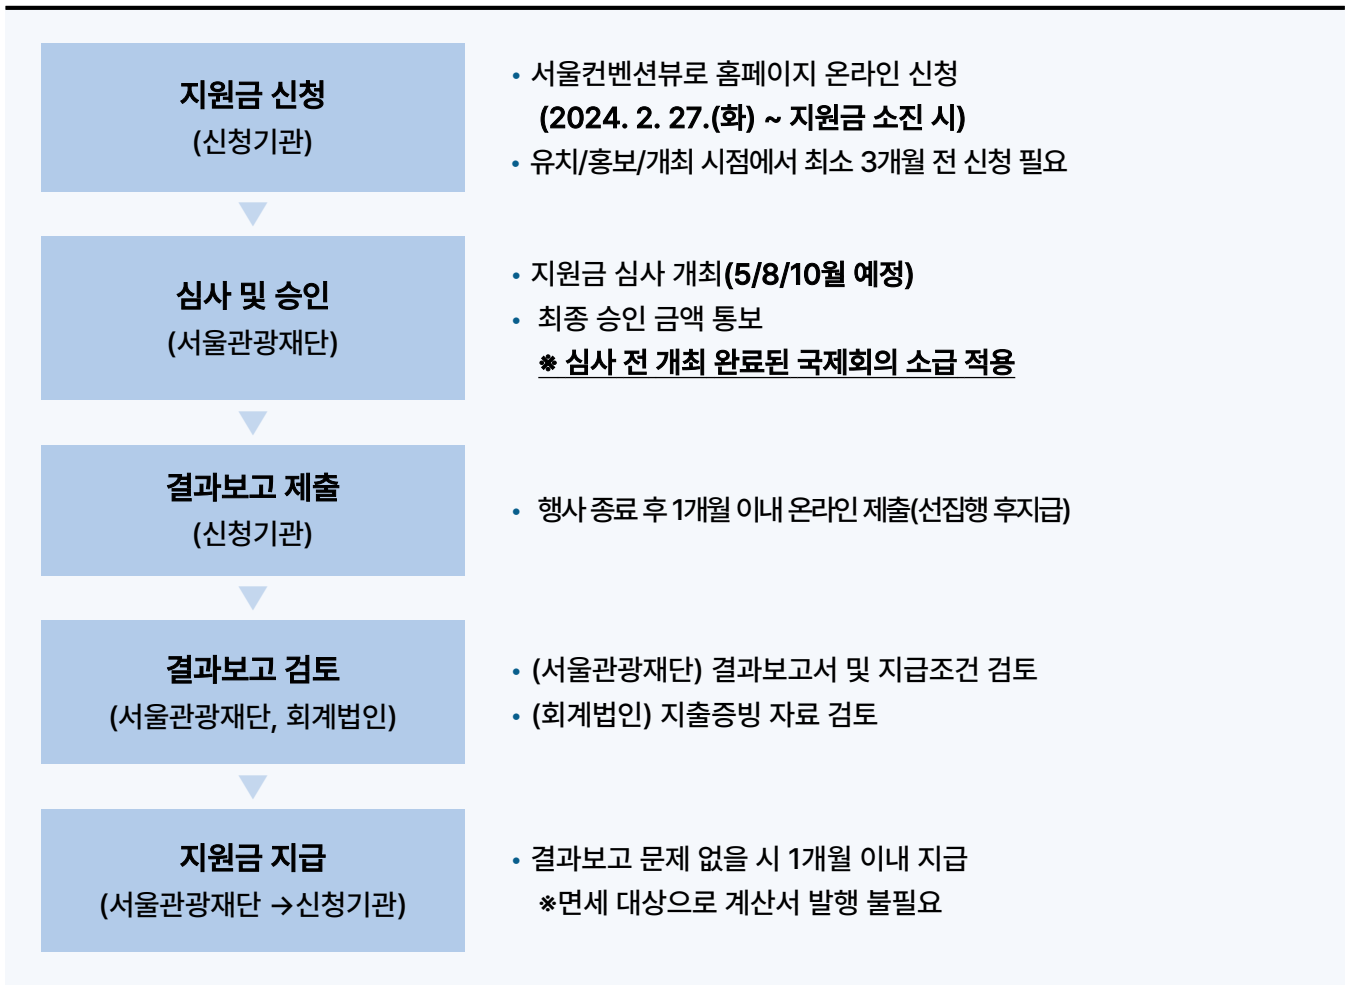 지원금 신청
(신청기관)
• 서울컨벤션뷰로 홈페이지 온라인 신청
(2024. 2. 27.(화) ~ 지원금 소진 시)
• 유치/홍보/개최 시점에서 최소 3개월 전 신청 필요
심사 및 승인
(서울관광재단)
• 지원금 심사 개최(5/8/10월 예정)
• 최종 승인 금액 통보
※ 심사 전 개최 완료된 국제회의 소급 적용
결과보고 제출
(신청기관)
• 행사 종료 후 1개월 이내 온라인 제출(선집행 후지급)
결과보고 검토
(서울관광재단, 회계법인)
• (서울관광재단) 결과보고서 및 지급조건 검토
• (회계법인) 지출증빙 자료 검토
지원금 지급
(서울관광재단 →신청기관)
• 결과보고 문제 없을 시 1개월 이내 지급
※면세 대상으로 계산서 발행 불필요